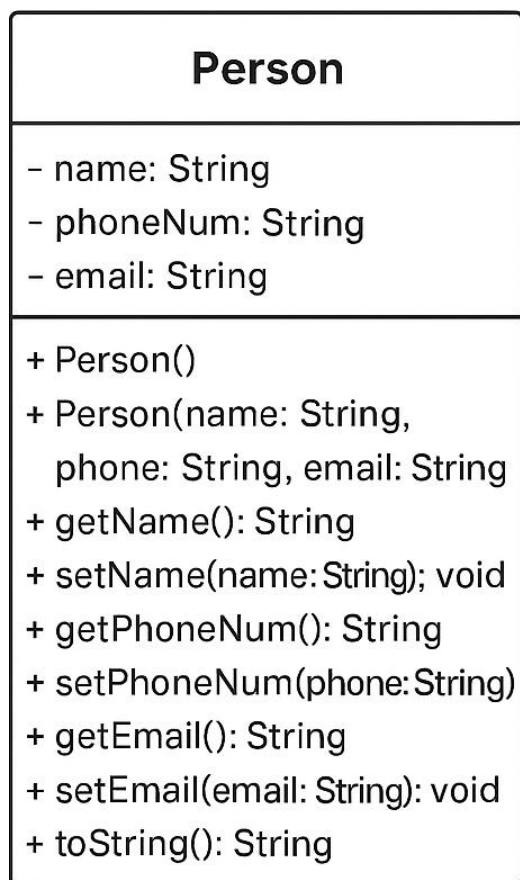 Person
- name: String
- phoneNum: String
- email: String
+ Person()
+ Person(name: String,
phone: String, email: String
+ getName(): String
+ setName(name: String); void
+ getPhoneNum(): String
+ setPhoneNum(phone: String)
+ getEmail(): String
+ setEmail(email: String): void
+ toString(): String